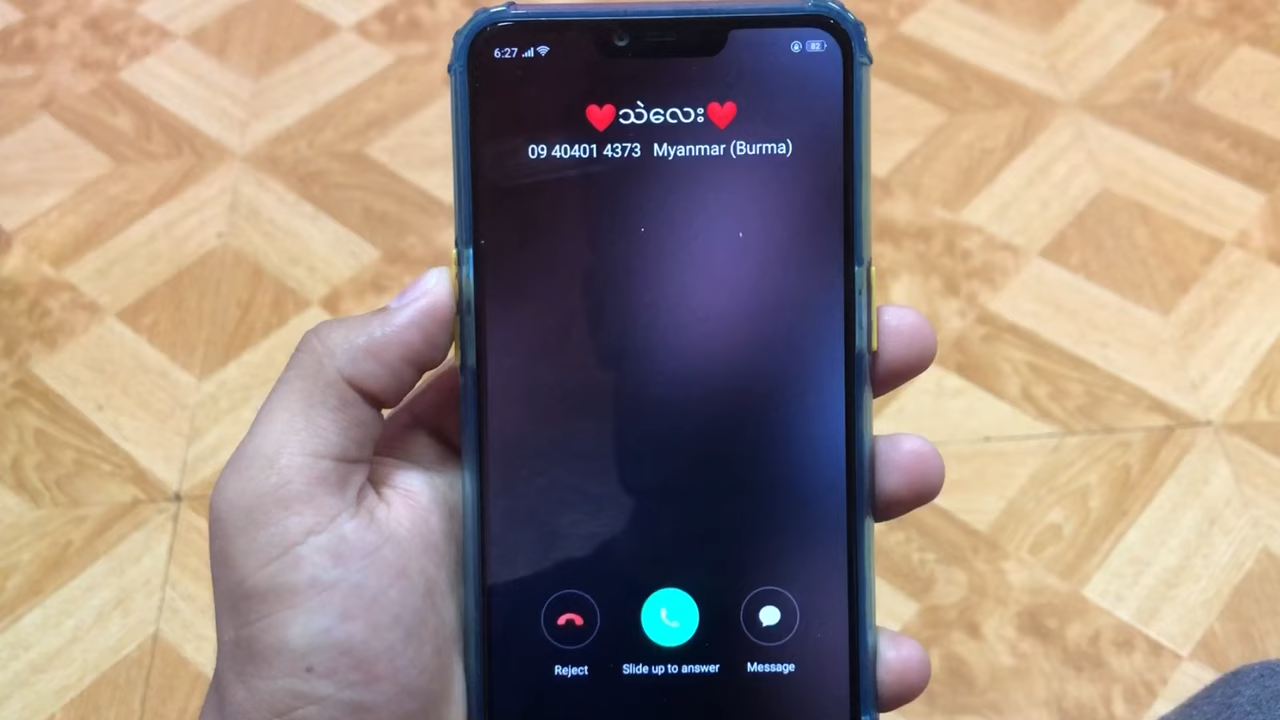 6:27 82
❤️သဲလေး❤️
09 40401 4373 Myanmar (Burma)
Reject Slide up to answer Message